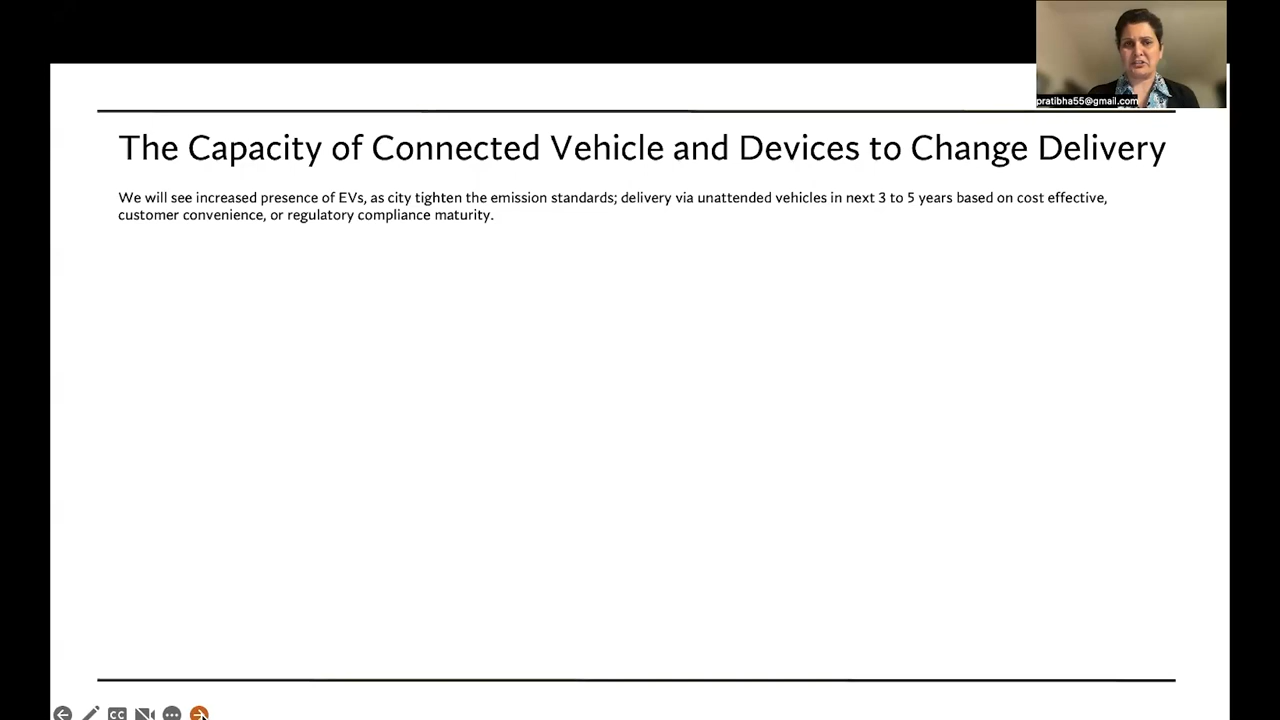 pratibha55@gmail.com
The Capacity of Connected Vehicle and Devices to Change Delivery
We will see increased presence of EVs, as city tighten the emission standards; delivery via unattended vehicles in next 3 to 5 years based on cost effective,
customer convenience, or regulatory compliance maturity.
CC